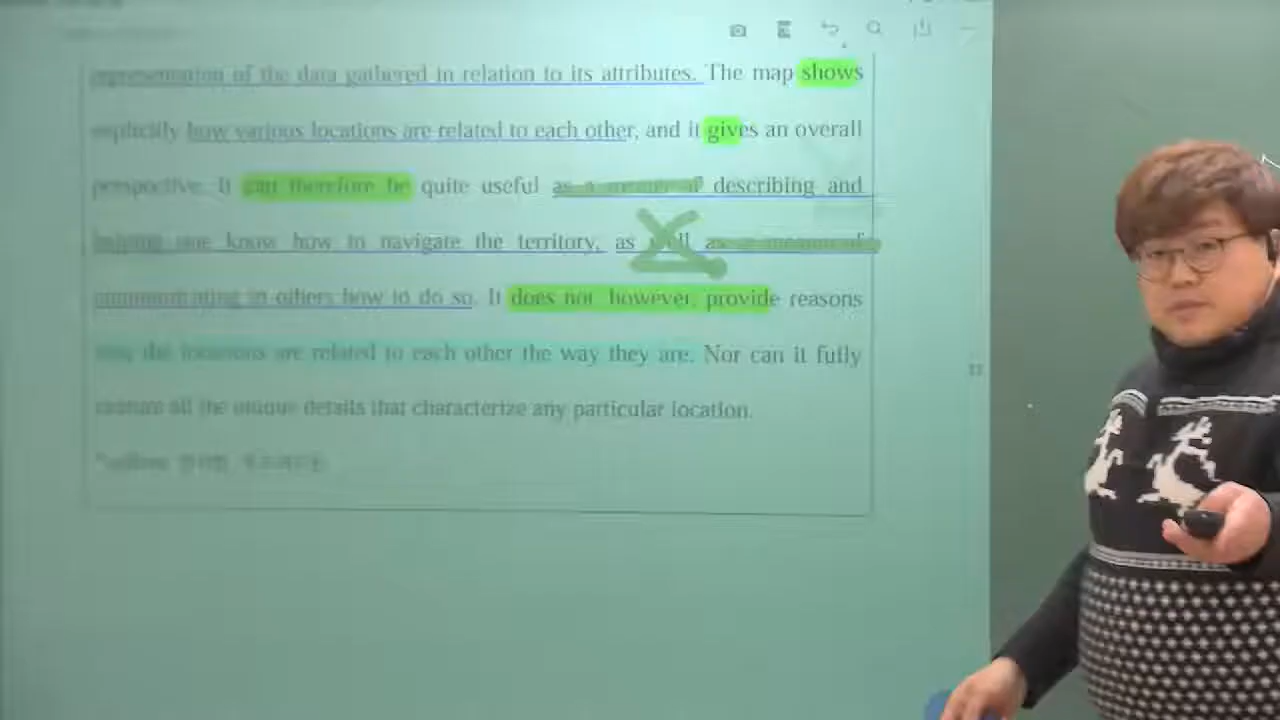 representation of the data gathered in relation to its attributes. The map shows
explicitly how various locations are related to each other, and it gives an overall
perspective. It can therefore be quite useful as a means of describing and
helping one know how to navigate the territory, as well as a means of
communicating to others how to do so. It does not, however, provide reasons
why the locations are related to each other the way they are. Nor can it fully
capture all the unique details that characterize any particular location.